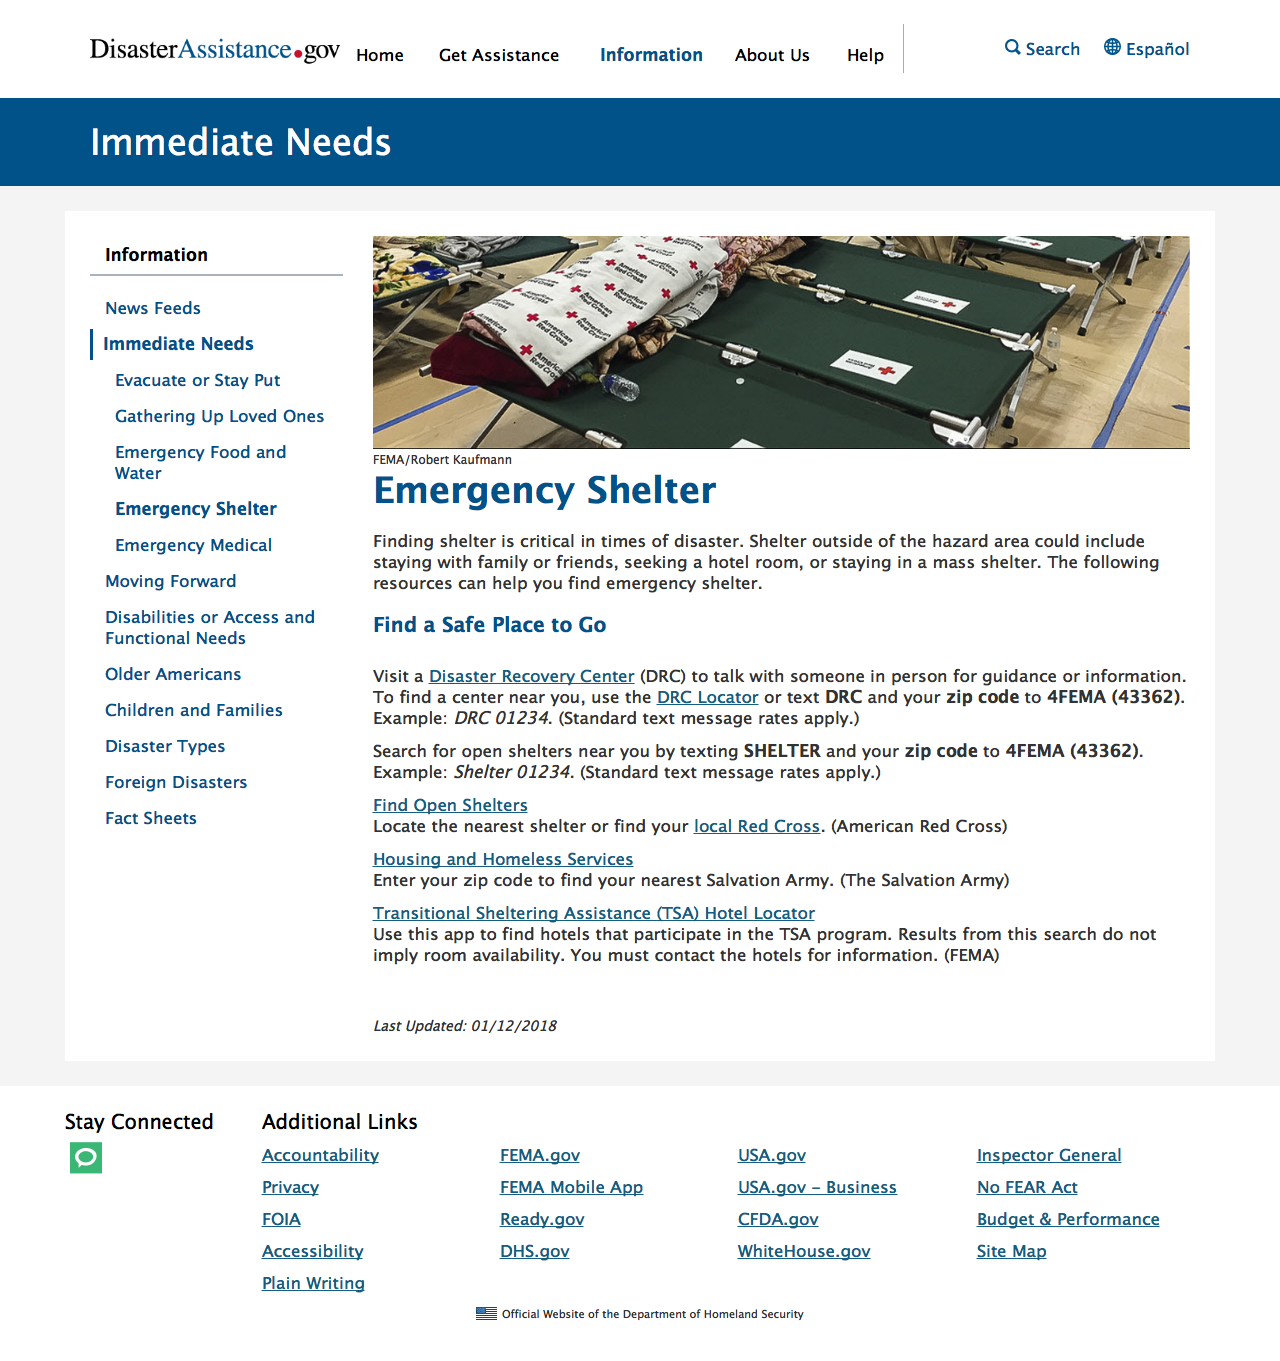 DisasterAssistance.gov
Home
Get Assistance
Information
About Us
Help
Search
Español
Immediate Needs
Information
News Feeds
Immediate Needs
Evacuate or Stay Put
Gathering Up Loved Ones
Emergency Food and
Water
Emergency Shelter
Emergency Medical
Moving Forward
Disabilities or Access and
Functional Needs
Older Americans
Children and Families
Disaster Types
Foreign Disasters
Fact Sheets
American
Red Cross
American
Red Cross
American
Red Cross
American
Red Cross
FEMA/Robert Kaufmann
Emergency Shelter
Finding shelter is critical in times of disaster. Shelter outside of the hazard area could include
staying with family or friends, seeking a hotel room, or staying in a mass shelter. The following
resources can help you find emergency shelter.
Find a Safe Place to Go
Visit a Disaster Recovery Center (DRC) to talk with someone in person for guidance or information.
To find a center near you, use the DRC Locator or text DRC and your zip code to 4FEMA (43362).
Example: DRC 01234. (Standard text message rates apply.)
Search for open shelters near you by texting SHELTER and your zip code to 4FEMA (43362).
Example: Shelter 01234. (Standard text message rates apply.)
Find Open Shelters
Locate the nearest shelter or find your local Red Cross. (American Red Cross)
Housing and Homeless Services
Enter your zip code to find your nearest Salvation Army. (The Salvation Army)
Transitional Sheltering Assistance (TSA) Hotel Locator
Use this app to find hotels that participate in the TSA program. Results from this search do not
imply room availability. You must contact the hotels for information. (FEMA)
Last Updated: 01/12/2018
Stay Connected
Additional Links
Accountability
FEMA.gov
USA.gov
Inspector General
Privacy
FEMA Mobile App
USA.gov – Business
No FEAR Act
FOIA
Ready.gov
CFDA.gov
Budget & Performance
Accessibility
DHS.gov
WhiteHouse.gov
Site Map
Plain Writing
Official Website of the Department of Homeland Security